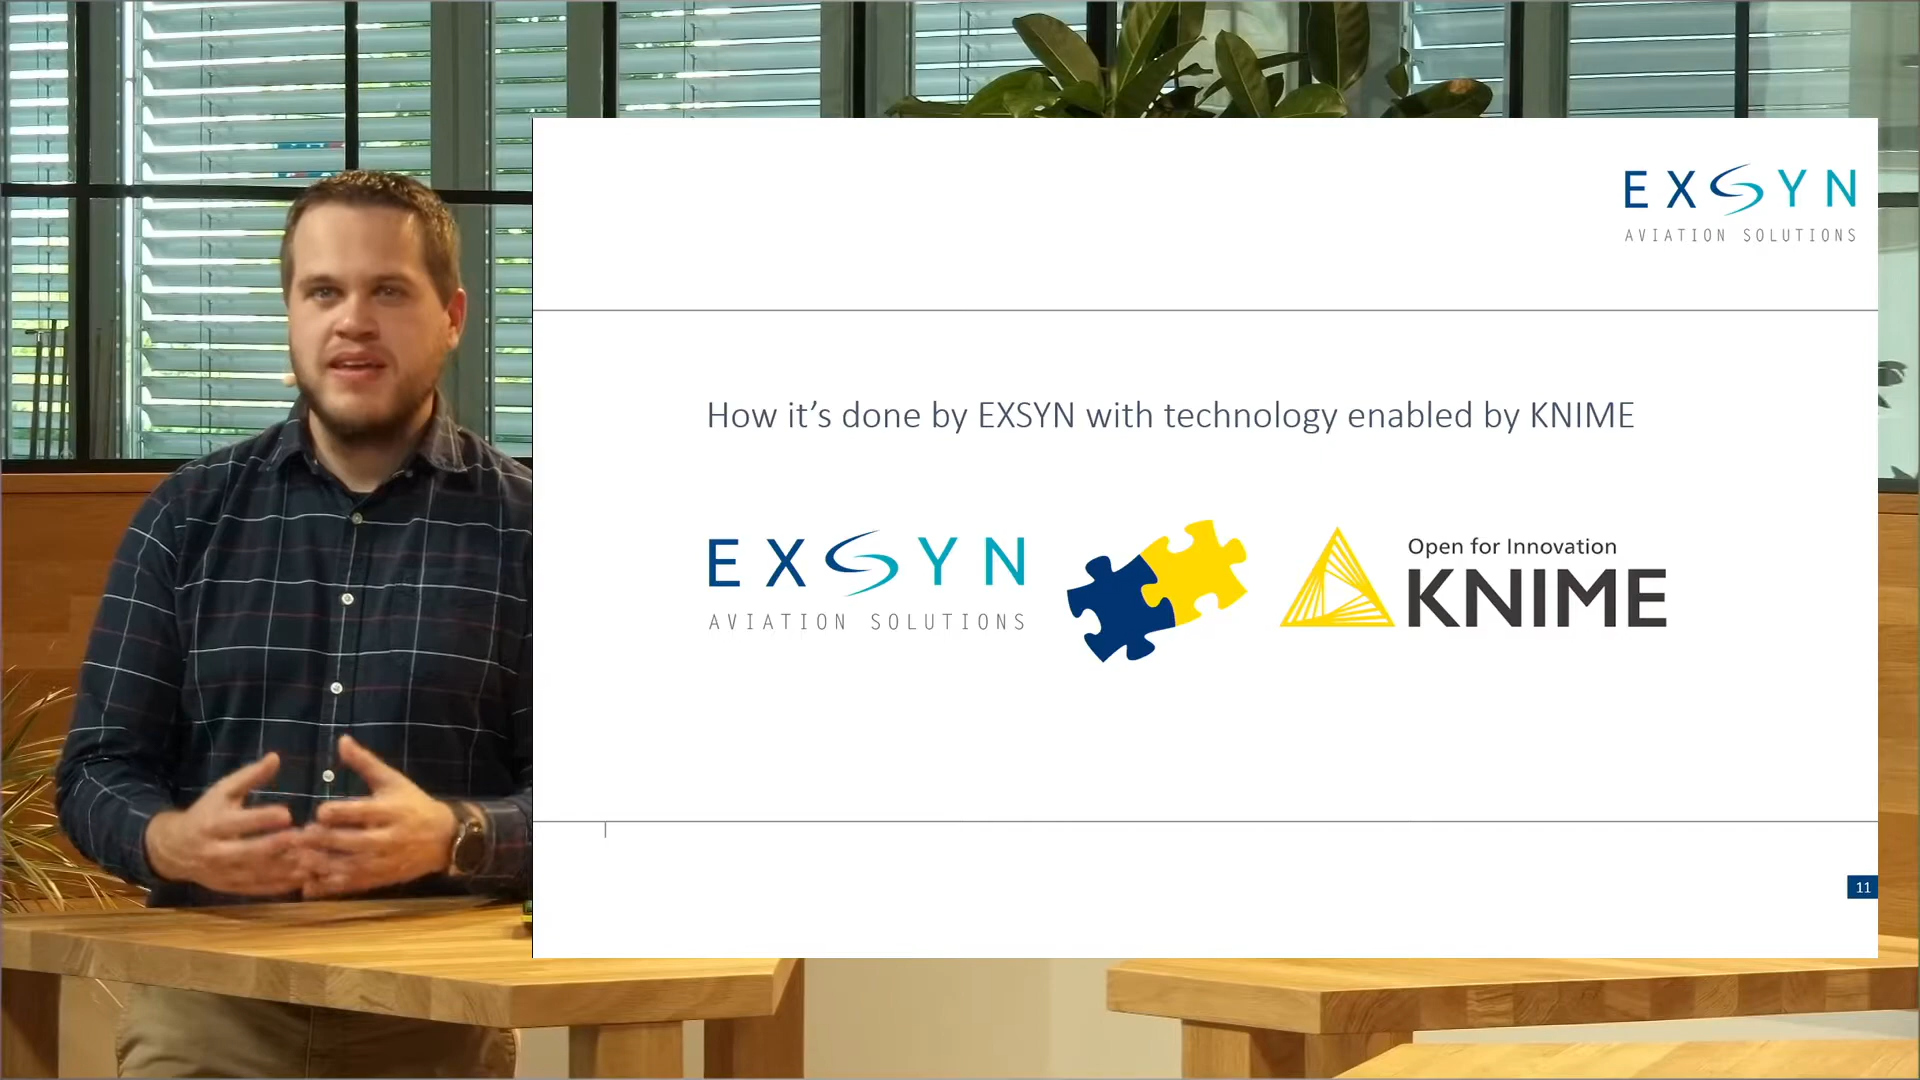 EXSYN
AVIATION SOLUTIONS
How it's done by EXSYN with technology enabled by KNIME
EXSYN
AVIATION SOLUTIONS
Open for Innovation
KNIME
11